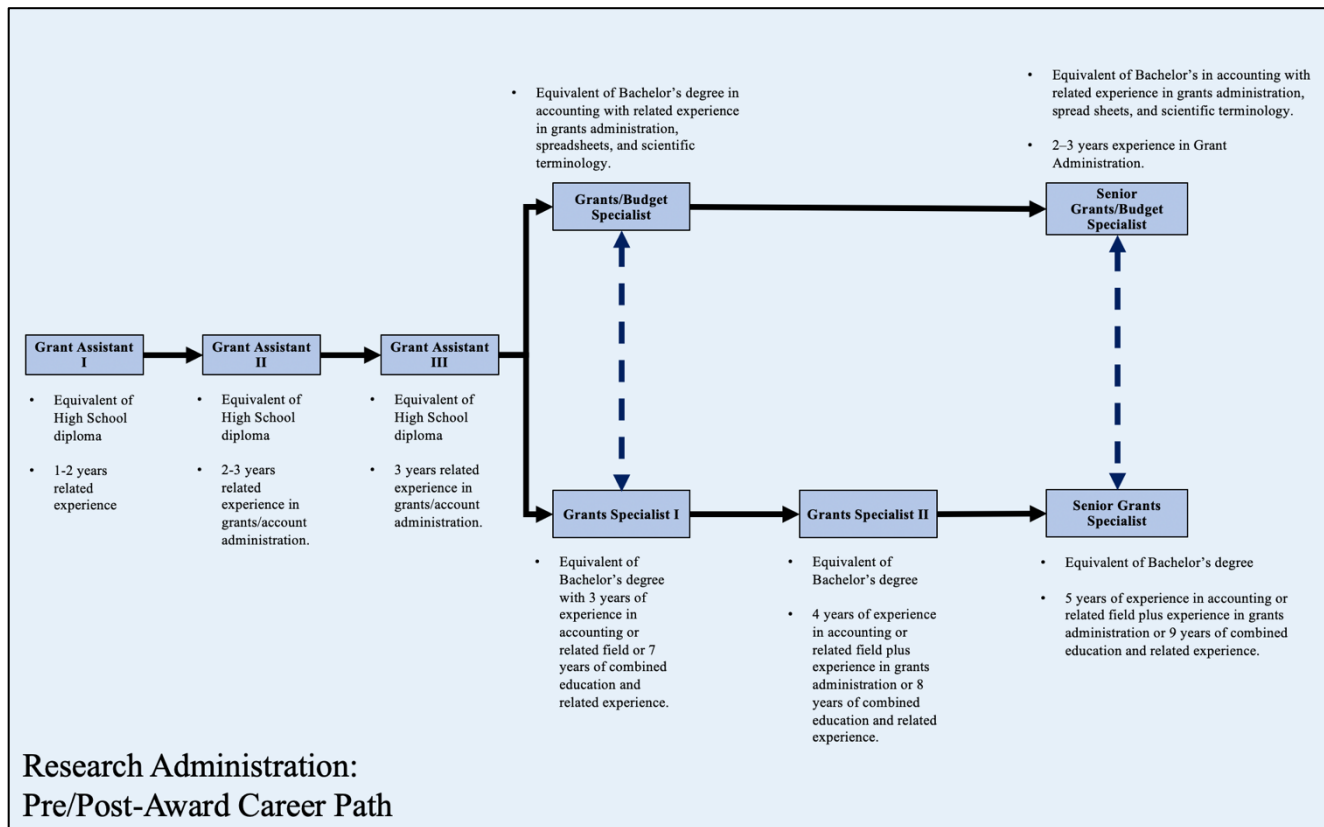 • Equivalent of Bachelor’s degree in
accounting with related experience
in grants administration,
spreadsheets, and scientific
terminology.
• Equivalent of Bachelor’s in accounting with
related experience in grants administration,
spread sheets, and scientific terminology.
• 2–3 years experience in Grant
Administration.
Grants/Budget
Specialist
Senior
Grants/Budget
Specialist
Grant Assistant
I
Grant Assistant
II
Grant Assistant
III
• Equivalent of
High School
diploma
• 1-2 years
related
experience
• Equivalent of
High School
diploma
• 2-3 years
related
experience in
grants/account
administration.
• Equivalent of
High School
diploma
• 3 years related
experience in
grants/account
administration.
Grants Specialist I
Grants Specialist II
Senior Grants
Specialist
• Equivalent of
Bachelor’s degree
with 3 years of
experience in
accounting or
related field or 7
years of combined
education and
related experience.
• Equivalent of
Bachelor’s degree
• 4 years of experience
in accounting or
related field plus
experience in grants
administration or 8
years of combined
education and related
experience.
• Equivalent of Bachelor’s degree
• 5 years of experience in accounting or
related field plus experience in grants
administration or 9 years of combined
education and related experience.
Research Administration:
Pre/Post-Award Career Path